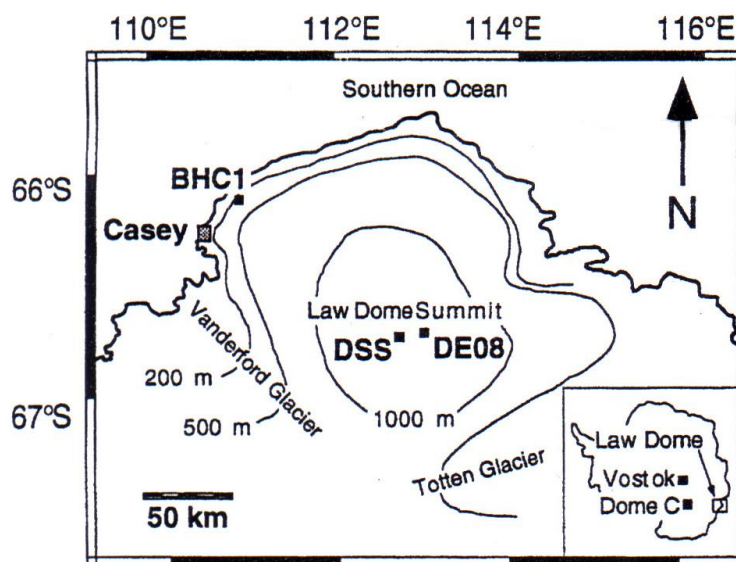 110°E 112°E 114°E 116°E
Southern Ocean
66°S
BHC1
Casey
N
Law Dome Summit
DSS DE08
Vanderford Glacier
200 m
500 m
1000 m
67°S
Totten Glacier
50 km
Law Dome
Vostok
Dome C